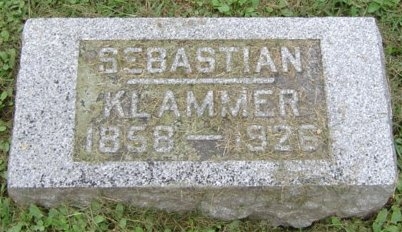 SEBASTIAN
KLAMMER
1858 — 1926